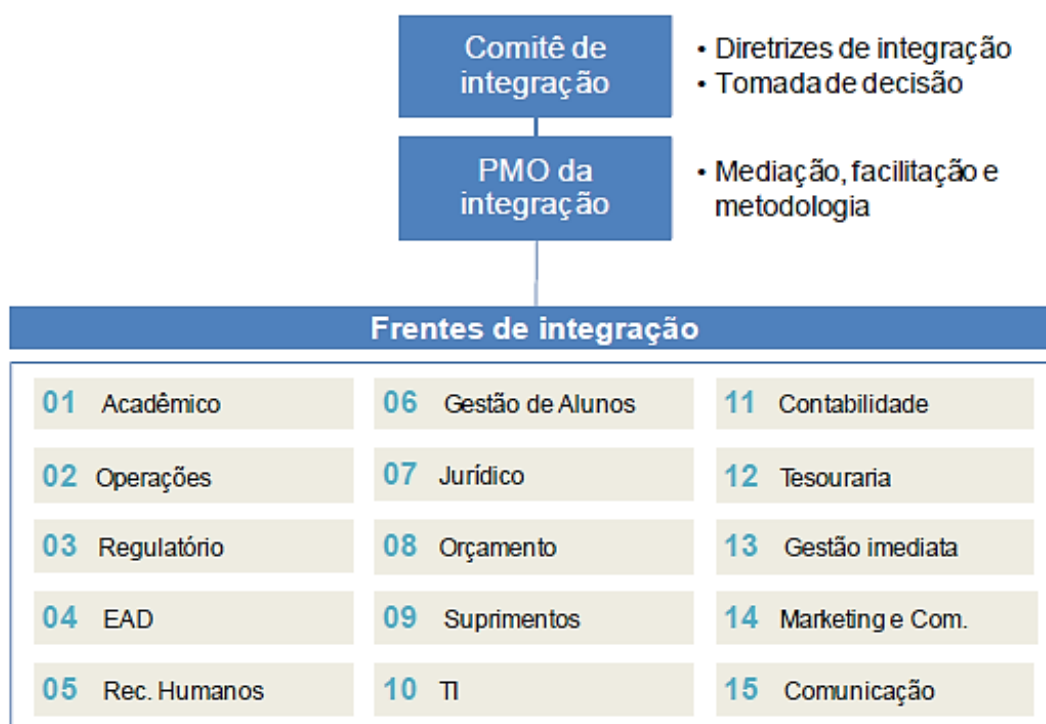 Comitê de
integração
• Diretrizes de integração
• Tomada de decisão
PMO da
integração
• Mediação, facilitação e
metodologia
Frentes de integração
01 Acadêmico
02 Operações
03 Regulatório
04 EAD
05 Rec. Humanos
06 Gestão de Alunos
07 Jurídico
08 Orçamento
09 Suprimentos
10 TI
11 Contabilidade
12 Tesouraria
13 Gestão imediata
14 Marketing e Com.
15 Comunicação